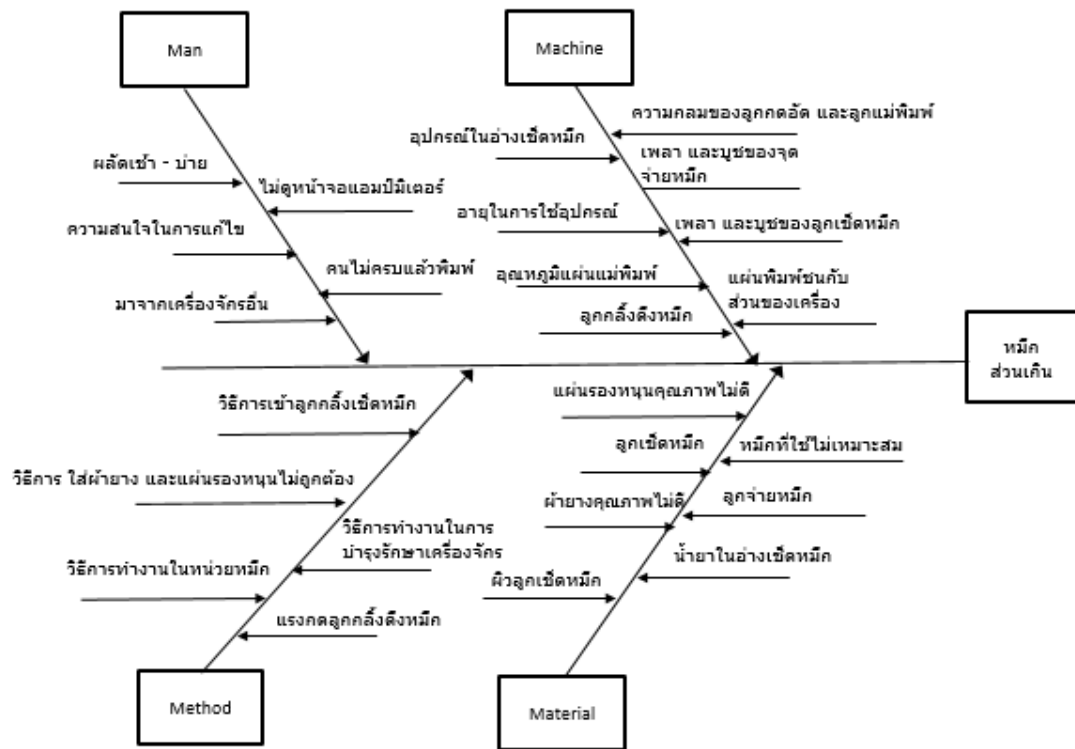 Man
Machine
ความกลมของลูกกดอัด และลูกแม่พิมพ์
อุปกรณ์ในอ่างเช็ดหมึก
เพลา และบูชของจุด
จ่ายหมึก
ผลัดเช้า - บ่าย
ไม่ดูหน้าจอแอมป์มิเตอร์
อายุในการใช้อุปกรณ์
เพลา และบูชของลูกเช็ดหมึก
ความสนใจในการแก้ไข
คนไม่ครบแล้วพิมพ์
อุณหภูมิแผ่นแม่พิมพ์
แผ่นพิมพ์ชนกับ
ส่วนของเครื่อง
มาจากเครื่องจักรอื่น
ลูกกลิ้งดึงหมึก
หมึก
ส่วนเกิน
แผ่นรองหนุนคุณภาพไม่ดี
วิธีการเข้าลูกกลิ้งเช็ดหมึก
ลูกเช็ดหมึก
หมึกที่ใช้ไม่เหมาะสม
วิธีการ ใส่ผ้ายาง และแผ่นรองหนุนไม่ถูกต้อง
ผ้ายางคุณภาพไม่ดี
ลูกจ่ายหมึก
วิธีการทำงานในการ
บำรุงรักษาเครื่องจักร
วิธีการทำงานในหน่วยหมึก
ผิวลูกเช็ดหมึก
น้ำยาในอ่างเช็ดหมึก
แรงกดลูกกลิ้งดึงหมึก
Method
Material